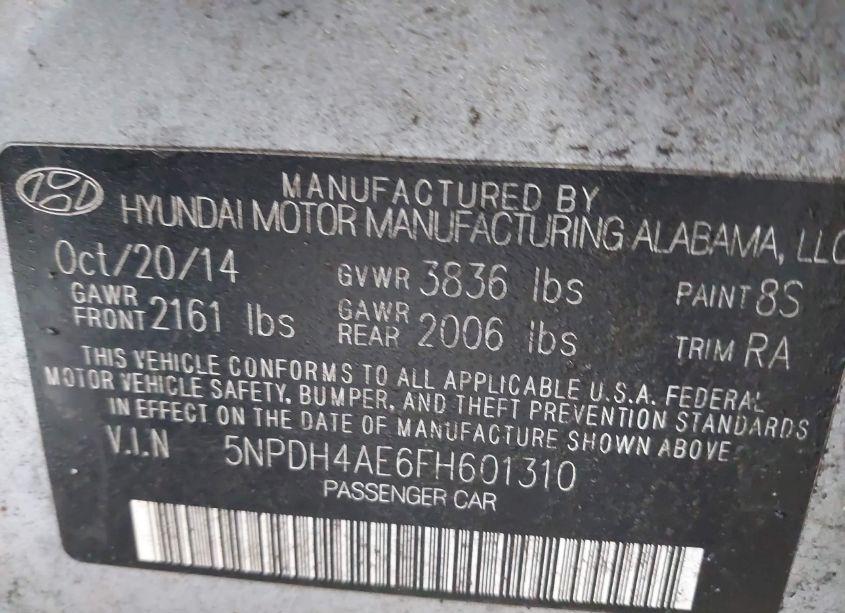 MANUFACTURED BY
HYUNDAI MOTOR MANUFACTURING ALABAMA, LLC
Oct/20/14 GVWR 3836 lbs PAINT 8S
GAWR FRONT 2161 lbs GAWR REAR 2006 lbs TRIM RA
THIS VEHICLE CONFORMS TO ALL APPLICABLE U.S.A. FEDERAL
MOTOR VEHICLE SAFETY, BUMPER, AND THEFT PREVENTION STANDARDS
IN EFFECT ON THE DATE OF MANUFACTURE SHOWN ABOVE
V.I.N 5NPDH4AE6FH601310
PASSENGER CAR